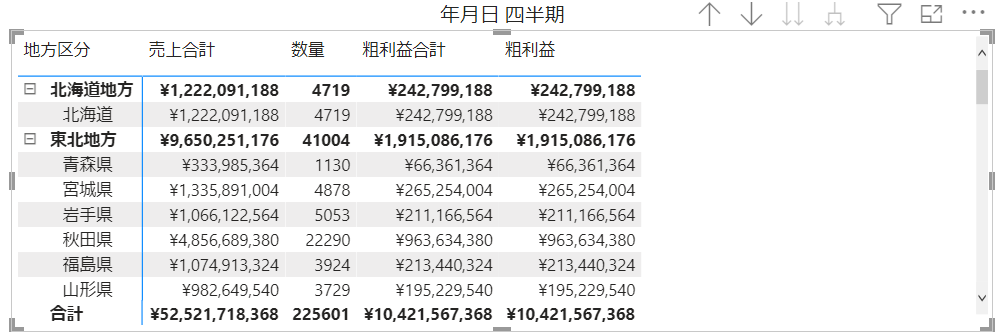 年月日 四半期
地方区分 売上合計 数量 粗利益合計 粗利益
北海道地方 ¥1,222,091,188 4719 ¥242,799,188 ¥242,799,188
北海道 ¥1,222,091,188 4719 ¥242,799,188 ¥242,799,188
東北地方 ¥9,650,251,176 41004 ¥1,915,086,176 ¥1,915,086,176
青森県 ¥333,985,364 1130 ¥66,361,364 ¥66,361,364
宮城県 ¥1,335,891,004 4878 ¥265,254,004 ¥265,254,004
岩手県 ¥1,066,122,564 5053 ¥211,166,564 ¥211,166,564
秋田県 ¥4,856,689,380 22290 ¥963,634,380 ¥963,634,380
福島県 ¥1,074,913,324 3924 ¥213,440,324 ¥213,440,324
山形県 ¥982,649,540 3729 ¥195,229,540 ¥195,229,540
合計 ¥52,521,718,368 225601 ¥10,421,567,368 ¥10,421,567,368